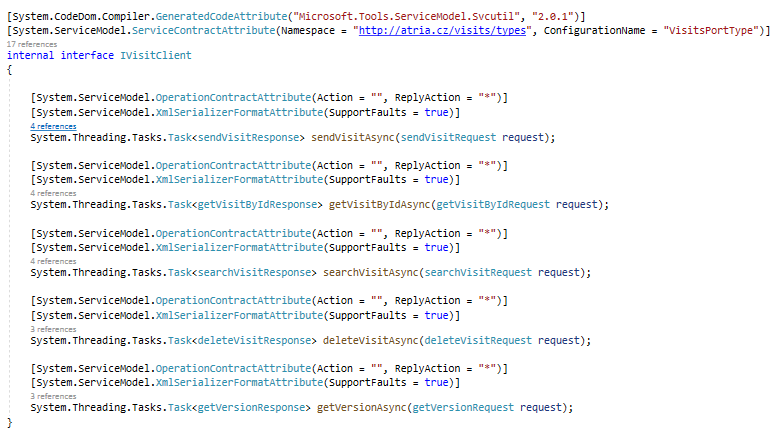 [System.CodeDom.Compiler.GeneratedCodeAttribute("Microsoft.Tools.ServiceModel.Svcutil", "2.0.1")]
[System.ServiceModel.ServiceContractAttribute(Namespace = "http://atria.cz/visits/types", ConfigurationName = "VisitsPortType")]
17 references
internal interface IVisitClient
{
[System.ServiceModel.OperationContractAttribute(Action = "", ReplyAction = "*")]
[System.ServiceModel.XmlSerializerFormatAttribute(SupportFaults = true)]
4 references
System.Threading.Tasks.Task<sendVisitResponse> sendVisitAsync(sendVisitRequest request);
[System.ServiceModel.OperationContractAttribute(Action = "", ReplyAction = "*")]
[System.ServiceModel.XmlSerializerFormatAttribute(SupportFaults = true)]
4 references
System.Threading.Tasks.Task<getVisitByIdResponse> getVisitByIdAsync(getVisitByIdRequest request);
[System.ServiceModel.OperationContractAttribute(Action = "", ReplyAction = "*")]
[System.ServiceModel.XmlSerializerFormatAttribute(SupportFaults = true)]
4 references
System.Threading.Tasks.Task<searchVisitResponse> searchVisitAsync(searchVisitRequest request);
[System.ServiceModel.OperationContractAttribute(Action = "", ReplyAction = "*")]
[System.ServiceModel.XmlSerializerFormatAttribute(SupportFaults = true)]
3 references
System.Threading.Tasks.Task<deleteVisitResponse> deleteVisitAsync(deleteVisitRequest request);
[System.ServiceModel.OperationContractAttribute(Action = "", ReplyAction = "*")]
[System.ServiceModel.XmlSerializerFormatAttribute(SupportFaults = true)]
3 references
System.Threading.Tasks.Task<getVersionResponse> getVersionAsync(getVersionRequest request);
}